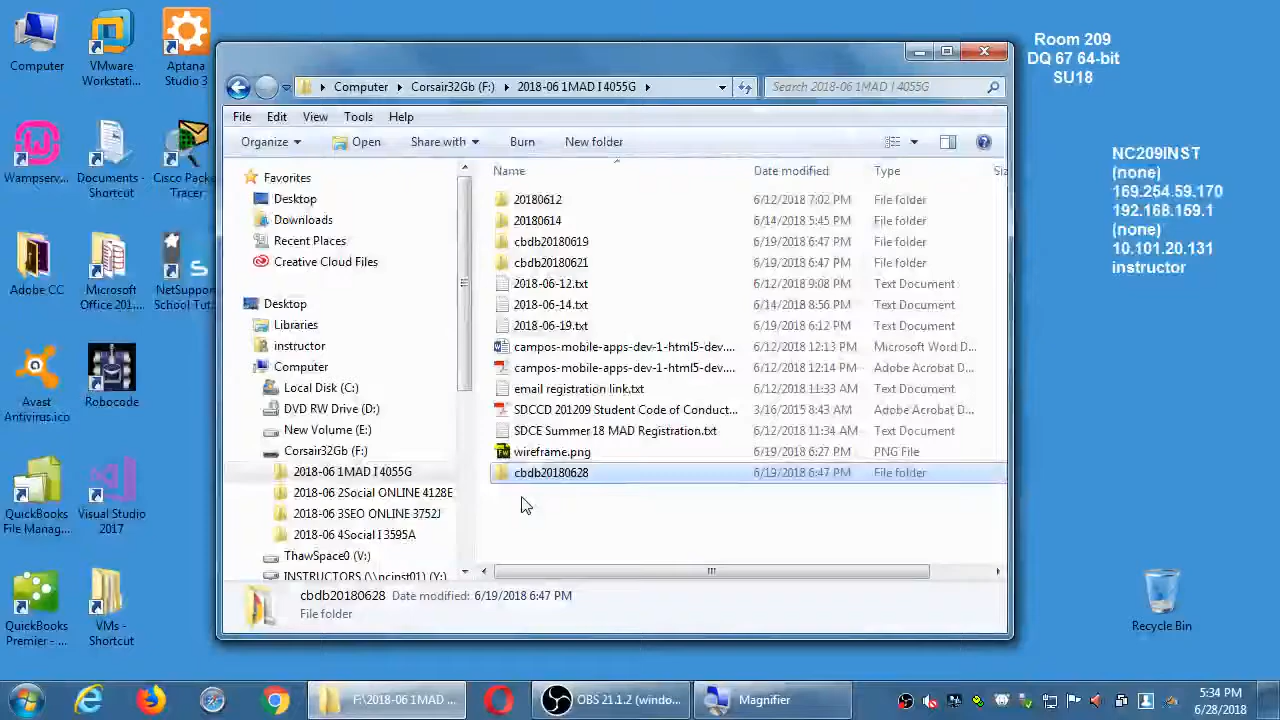 Computer
VMware
Workstati...
Aptana
Studio 3
Wampserv...
Documents -
Shortcut
Cisco Packe
Tracer
Adobe CC
Microsoft
Office 201...
NetSuppor
School Tut.
Avast
Antivirus.ico
Robocode
QuickBooks
File Manag...
Visual Studio
2017
QuickBooks
Premier - ...
VMs -
Shortcut
Computer
Corsair32Gb (F:)
2018-06 1MAD I 4055G
Search 2018-06 1MAD I 4055G
File
Edit
View
Tools
Help
Organize
Open
Share with
Burn
New folder
Favorites
Desktop
Downloads
Recent Places
Creative Cloud Files
Desktop
Libraries
instructor
Computer
Local Disk (C:)
DVD RW Drive (D:)
New Volume (E:)
Corsair32Gb (F:)
2018-06 1MAD I 4055G
2018-06 2Social ONLINE 4128E
2018-06 3SEO ONLINE 3752J
2018-06 4Social I 3595A
ThawSpace0 (V:)
INSTRUCTORS (\\ncinst01) (Y:)
Name Date modified Type Siz
20180612 6/12/2018 7:02 PM File folder
20180614 6/14/2018 5:45 PM File folder
cbdb20180619 6/19/2018 6:47 PM File folder
cbdb20180621 6/19/2018 6:47 PM File folder
2018-06-12.txt 6/12/2018 9:08 PM Text Document
2018-06-14.txt 6/14/2018 8:56 PM Text Document
2018-06-19.txt 6/19/2018 6:12 PM Text Document
campos-mobile-apps-dev-1-html5-dev.... 6/12/2018 12:13 PM Microsoft Word D...
campos-mobile-apps-dev-1-html5-dev.... 6/12/2018 12:14 PM Adobe Acrobat D...
email registration link.txt 6/12/2018 11:33 AM Text Document
SDCCD 201209 Student Code of Conduct... 3/16/2015 8:43 AM Adobe Acrobat D...
SDCE Summer 18 MAD Registration.txt 6/12/2018 11:34 AM Text Document
Fw wireframe.png 6/19/2018 6:27 PM PNG File
cbdb20180628 6/19/2018 6:47 PM File folder
cbdb20180628 Date modified: 6/19/2018 6:47 PM
File folder
Room 209
DQ 67 64-bit
SU18
NC209INST
(none)
169.254.59.170
192.168.159.1
(none)
10.101.20.131
instructor
Recycle Bin
F:\2018-06 1MAD ...
OBS 21.1.2 (windo...
Magnifier
5:34 PM
6/28/2018